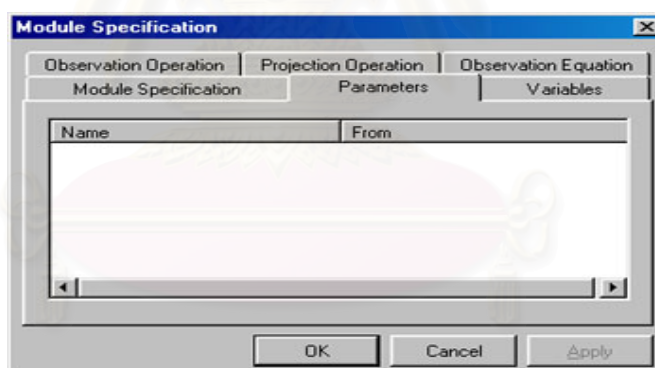 Module Specification
Observation Operation Projection Operation Observation Equation
Module Specification Parameters Variables
Name From
OK Cancel Apply